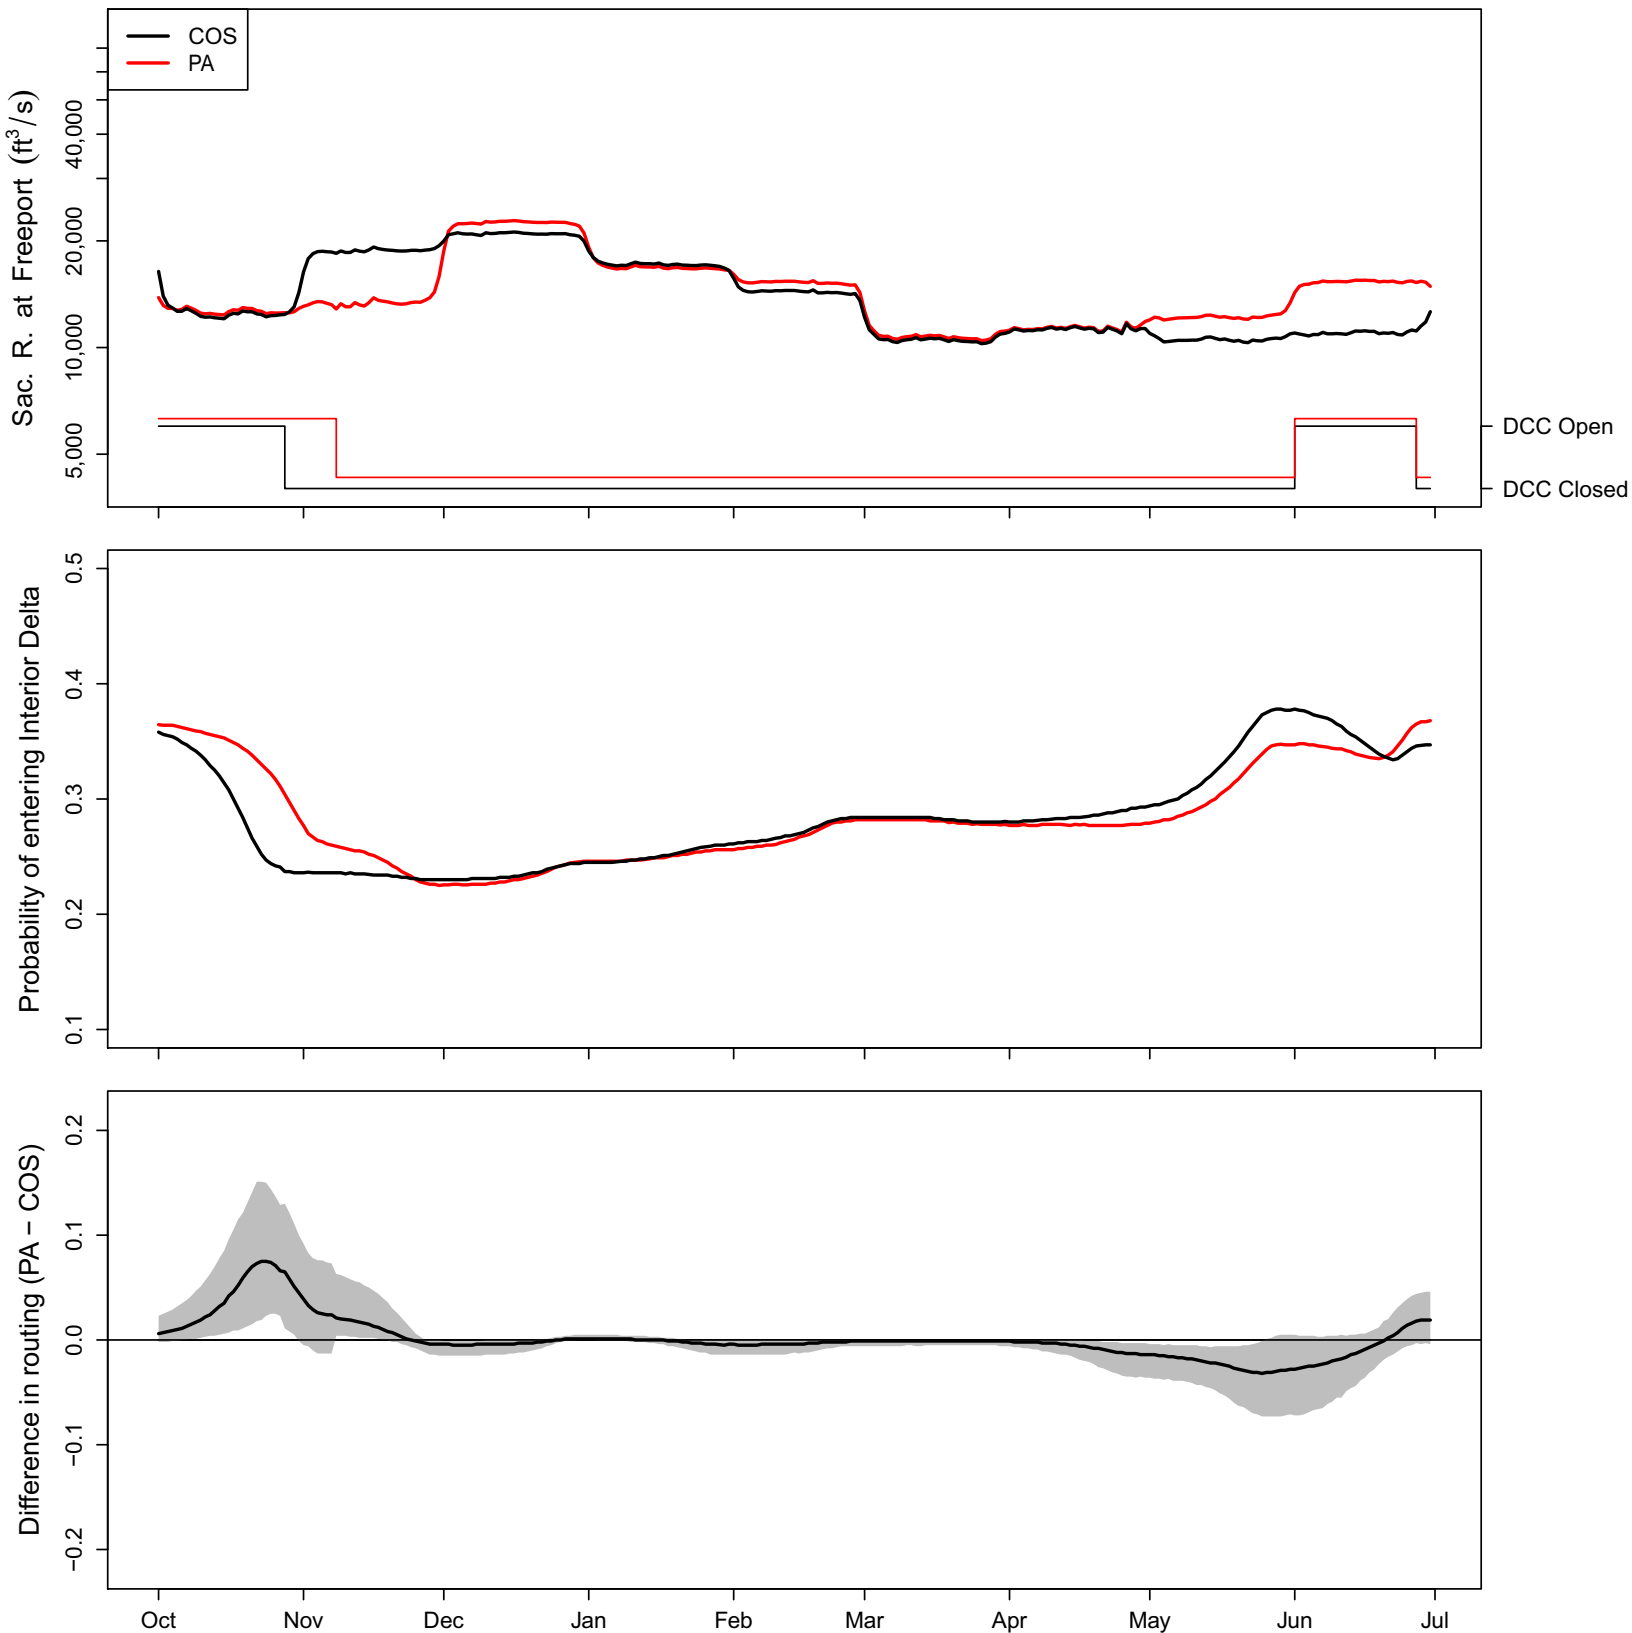 COS
PA
Sac. R. at Freeport (ft³/s)
40,000
20,000
10,000
5,000
DCC Open
DCC Closed
Probability of entering Interior Delta
0.5
0.4
0.3
0.2
0.1
Difference in routing (PA − COS)
0.2
0.1
0.0
−0.1
−0.2
Oct Nov Dec Jan Feb Mar Apr May Jun Jul